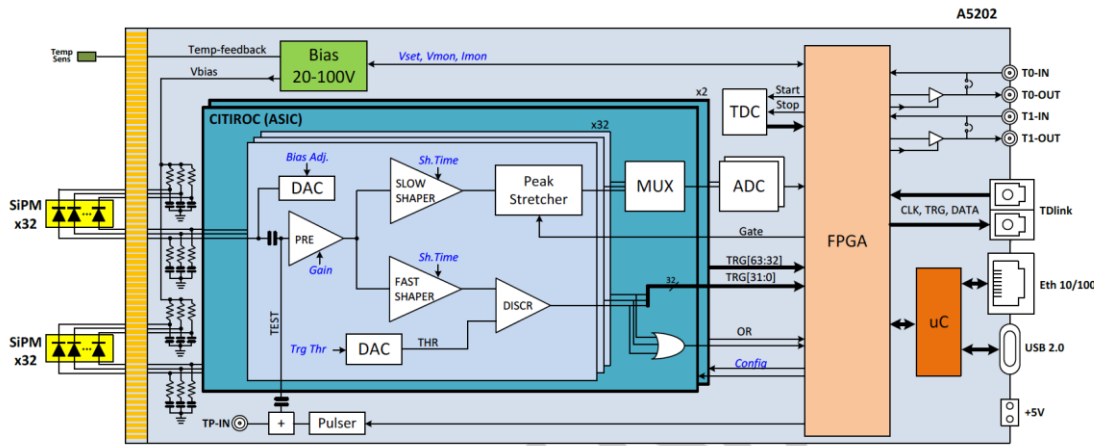 A5202
Temp
Sens
Temp-feedback
Bias
20-100V
Vset, Vmon, Imon
Vbias
T0-IN
T0-OUT
T1-IN
T1-OUT
x2
CITIROC (ASIC)
x32
TDC
Start
Stop
Bias Adj.
DAC
Sh.Time
SLOW
SHAPER
Peak
Stretcher
MUX
ADC
SiPM
x32
PRE
Gain
Gate
FPGA
CLK, TRG, DATA
TDlink
Sh.Time
FAST
SHAPER
DISCR
TRG[63:32]
TRG[31:0]
32
Eth 10/100
uC
TEST
Trg Thr
DAC
THR
OR
USB 2.0
SiPM
x32
Config
TP-IN
+
Pulser
+5V